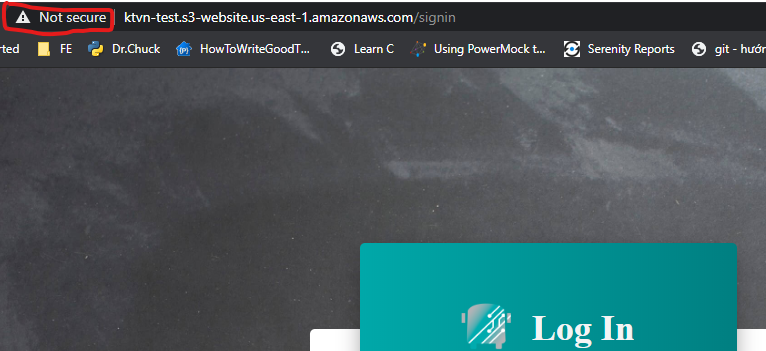 Not secure ktvn-test.s3-website.us-east-1.amazonaws.com/signin
rted FE Dr.Chuck HowToWriteGoodT... Learn C Using PowerMock t... Serenity Reports git - hướn
Log In